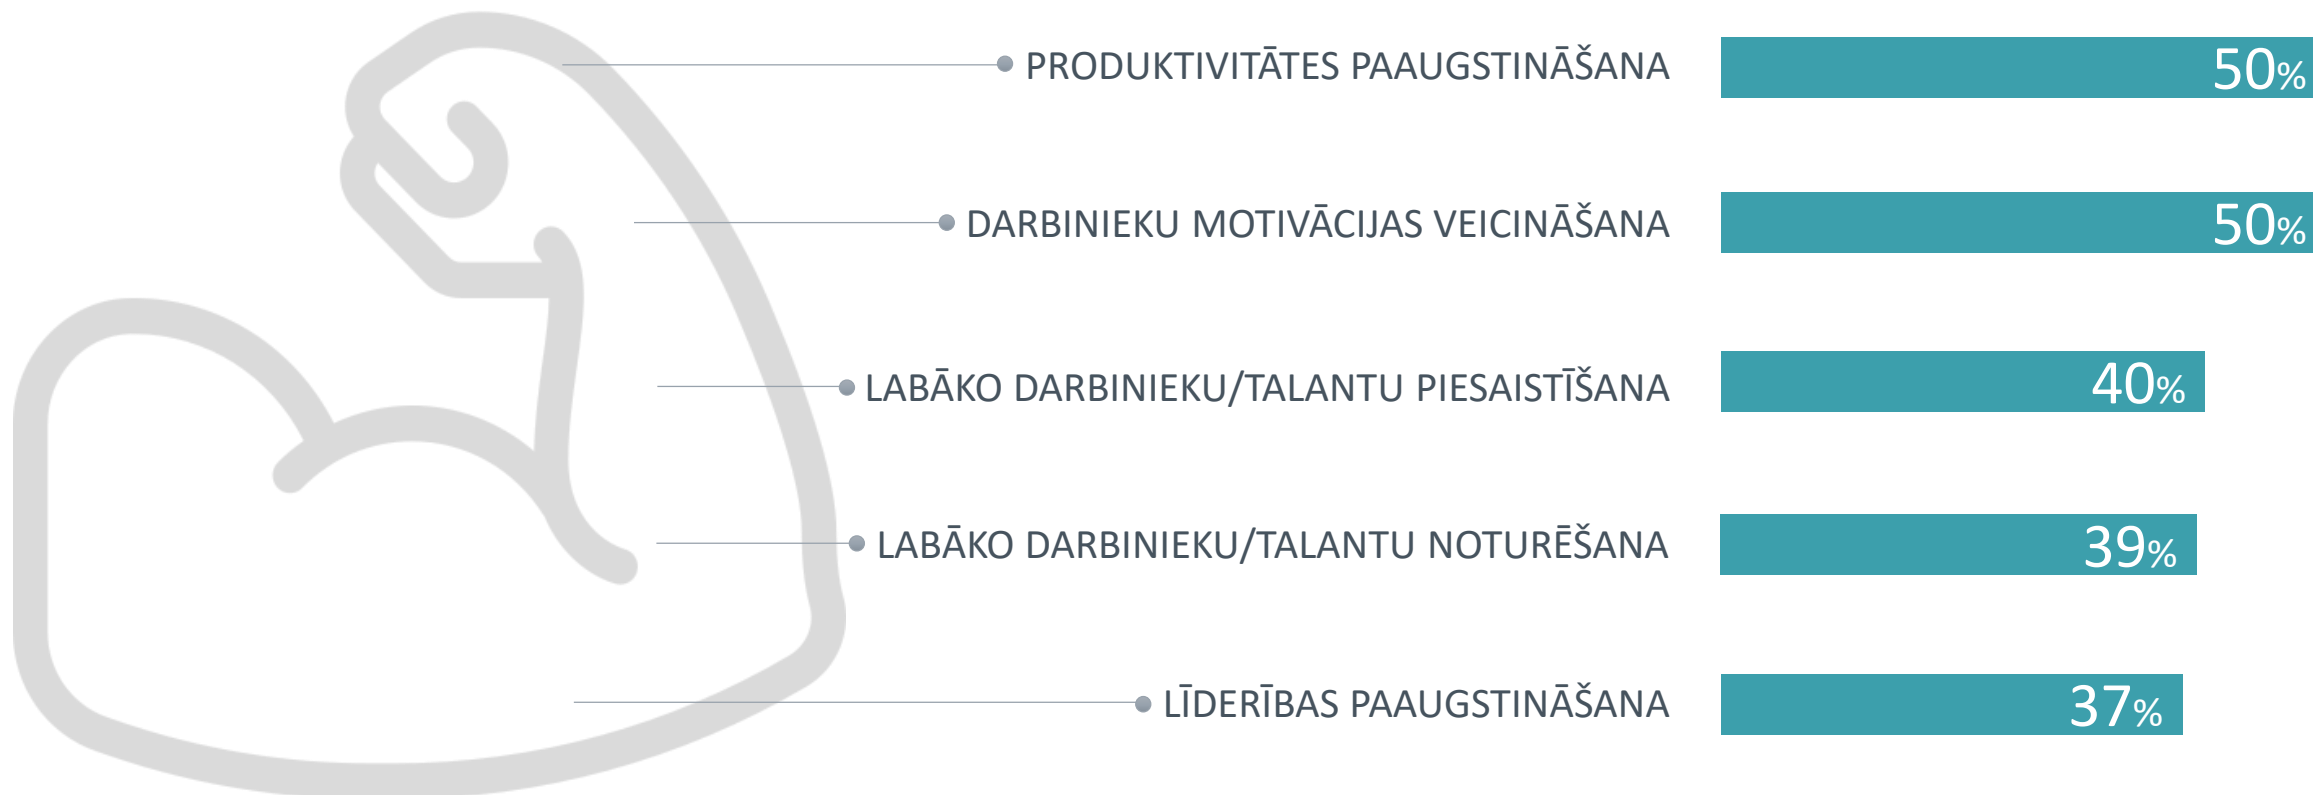 PRODUKTIVITĀTES PAAUGSTINĀŠANA 50%
DARBINIEKU MOTIVĀCIJAS VEICINĀŠANA 50%
LABĀKO DARBINIEKU/TALANTU PIESAISTĪŠANA 40%
LABĀKO DARBINIEKU/TALANTU NOTURĒŠANA 39%
LĪDERĪBAS PAAUGSTINĀŠANA 37%